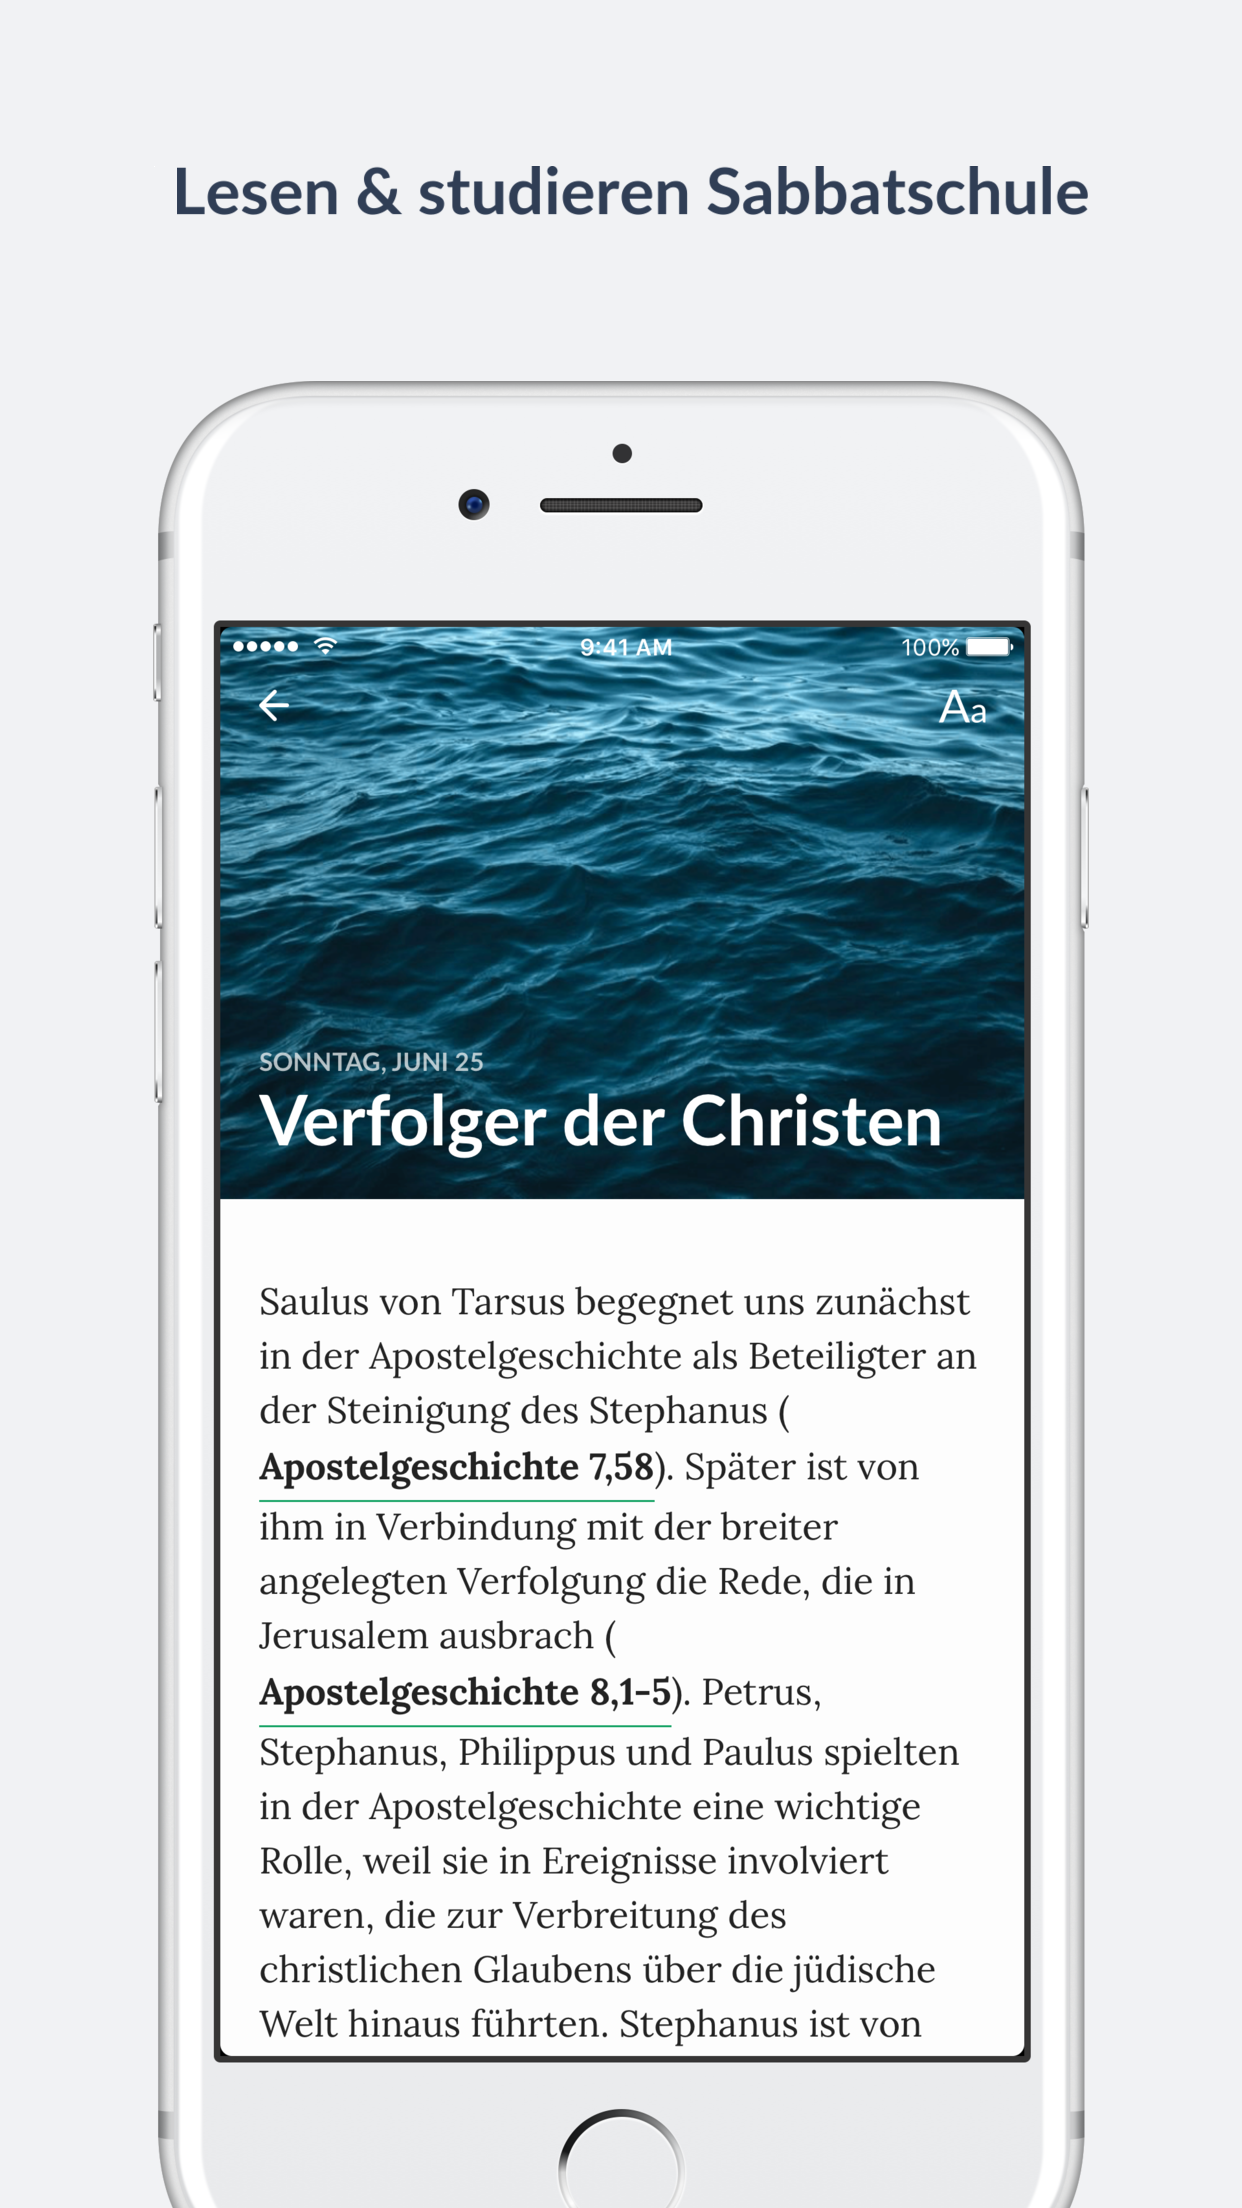 Lesen & studieren Sabbatschule
9:41 AM
100%
Aa
SONNTAG, JUNI 25
Verfolger der Christen
Saulus von Tarsus begegnet uns zunächst
in der Apostelgeschichte als Beteiligter an
der Steinigung des Stephanus (
Apostelgeschichte 7,58). Später ist von
ihm in Verbindung mit der breiter
angelegten Verfolgung die Rede, die in
Jerusalem ausbrach (
Apostelgeschichte 8,1-5). Petrus,
Stephanus, Philippus und Paulus spielten
in der Apostelgeschichte eine wichtige
Rolle, weil sie in Ereignisse involviert
waren, die zur Verbreitung des
christlichen Glaubens über die jüdische
Welt hinaus führten. Stephanus ist von